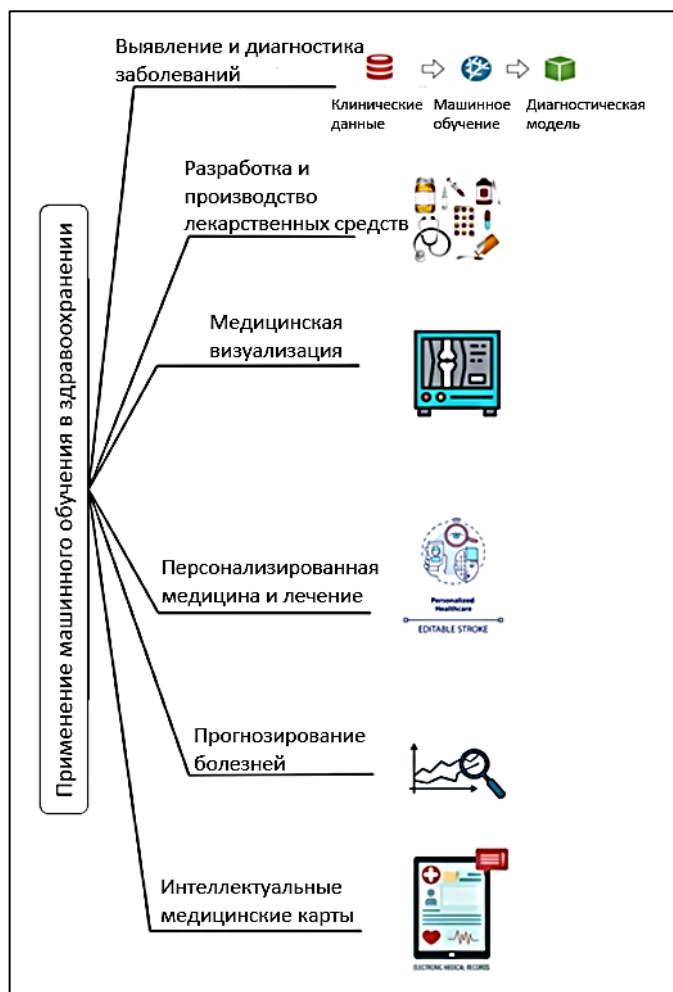 Применение машинного обучения в здравоохранении
Выявление и диагностика
заболеваний
Клинические
данные
Машинное
обучение
Диагностическая
модель
Разработка и
производство
лекарственных средств
Медицинская
визуализация
Персонализированная
медицина и лечение
Personalized
Healthcare
EDITABLE STROKE
Прогнозирование
болезней
Интеллектуальные
медицинские карты
ELECTRONIC MEDICAL RECORDS